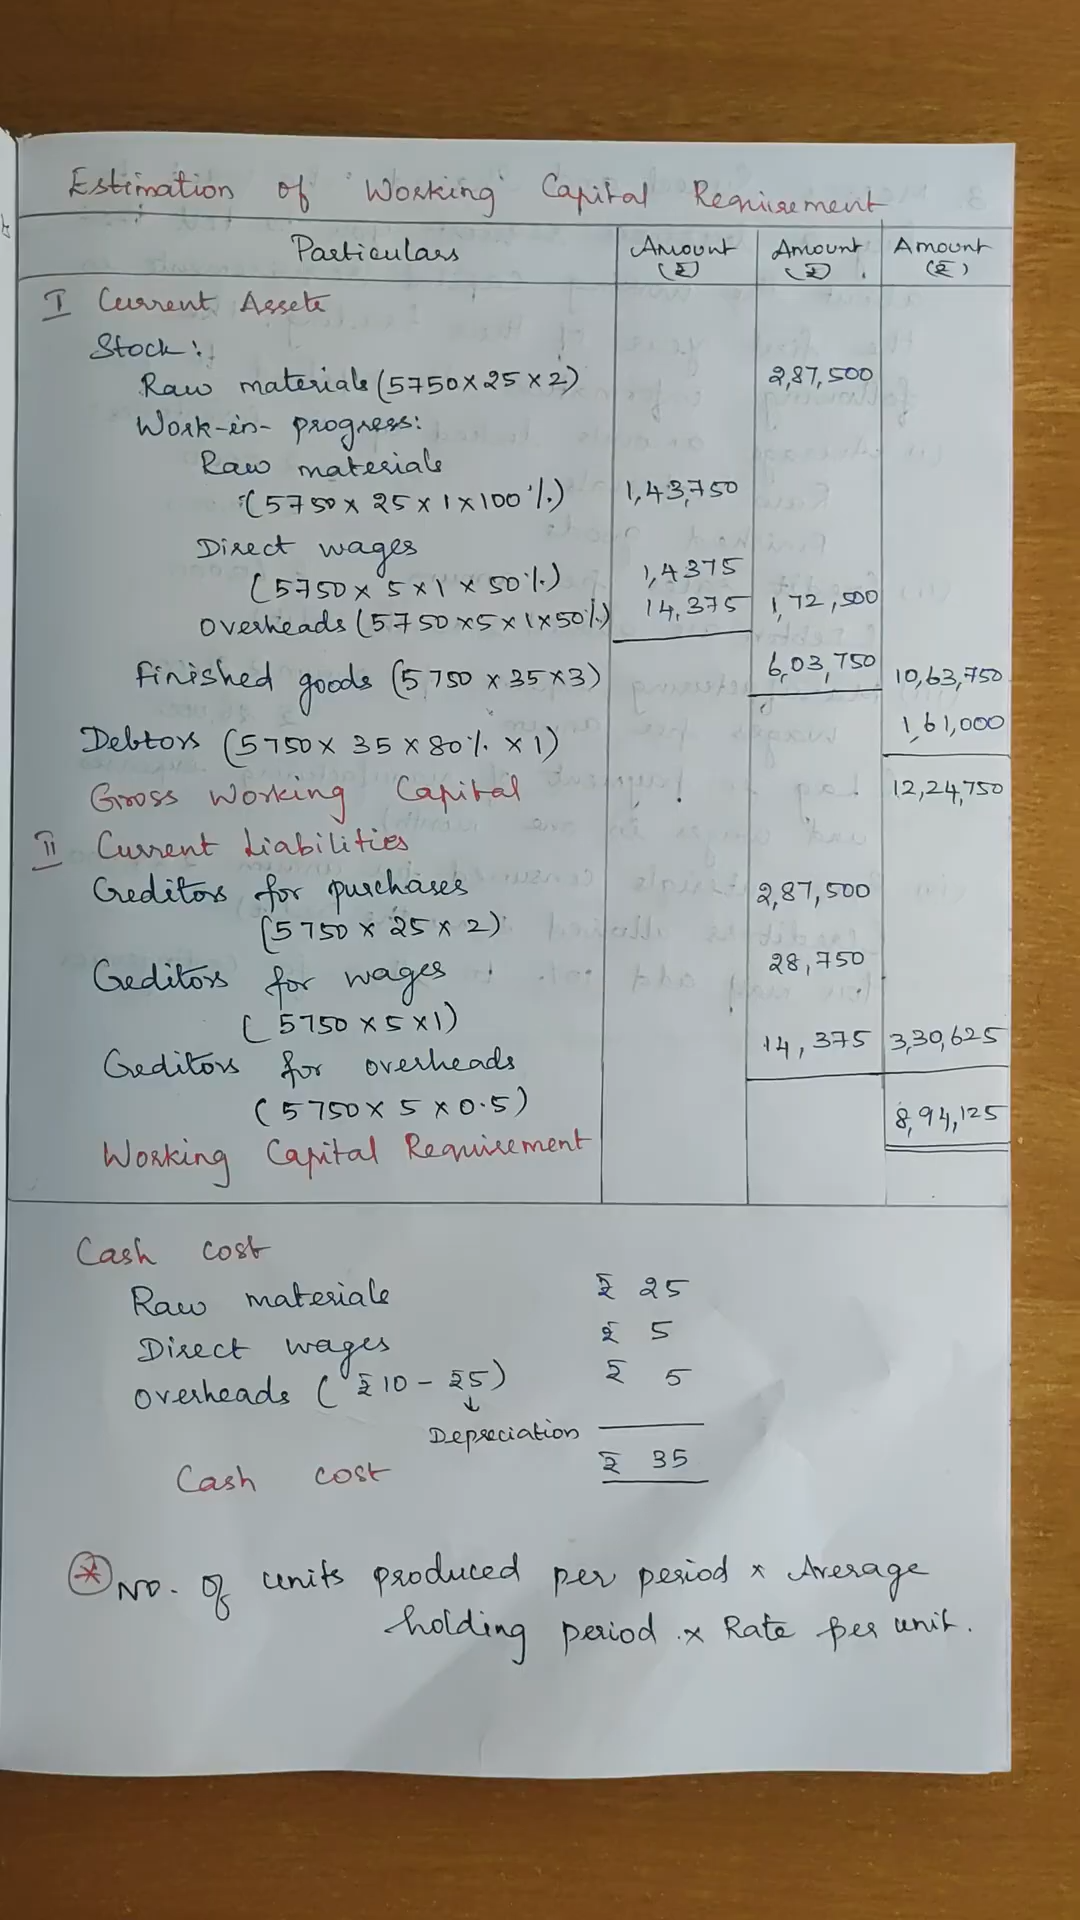 Estimation of Working Capital Requirement
Particulars Amount (₹) Amount (₹) Amount (₹)
I Current Assets
Stock:
Raw materials (5750 x 25 x 2) 2,87,500
Work-in-progress:
Raw materials
(5750 x 25 x 1 x 100%) 1,43,750
Direct wages
(5750 x 5 x 1 x 50%) 1,4375
Overheads (5750 x 5 x 1 x 50%) 14,375 1,72,500
Finished goods (5750 x 35 x 3) 6,03,750 10,63,750
Debtors (5750 x 35 x 80% x 1) 1,61,000
Gross Working Capital 12,24,750
II Current Liabilities
Creditors for purchases 2,87,500
(5750 x 25 x 2)
Creditors for wages 28,750
(5750 x 5 x 1)
Creditors for overheads 14,375 3,30,625
(5750 x 5 x 0.5)
Working Capital Requirement 8,94,125
Cash cost
Raw materials ₹ 25
Direct wages ₹ 5
Overheads (₹10 - ₹5) ₹ 5
↓
Depreciation
Cash cost ₹ 35
* No. of units produced per period x Average
holding period x Rate per unit.